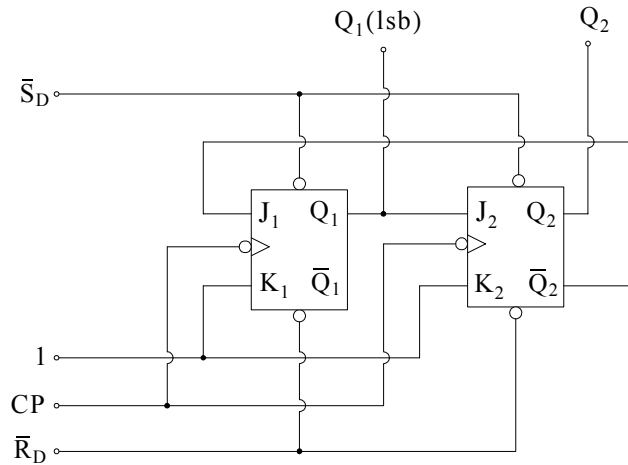 Q₁(lsb)
Q₂
S̄D
J₁ Q₁
K₁ Q̄₁
J₂ Q₂
K₂ Q̄₂
1
CP
R̄D